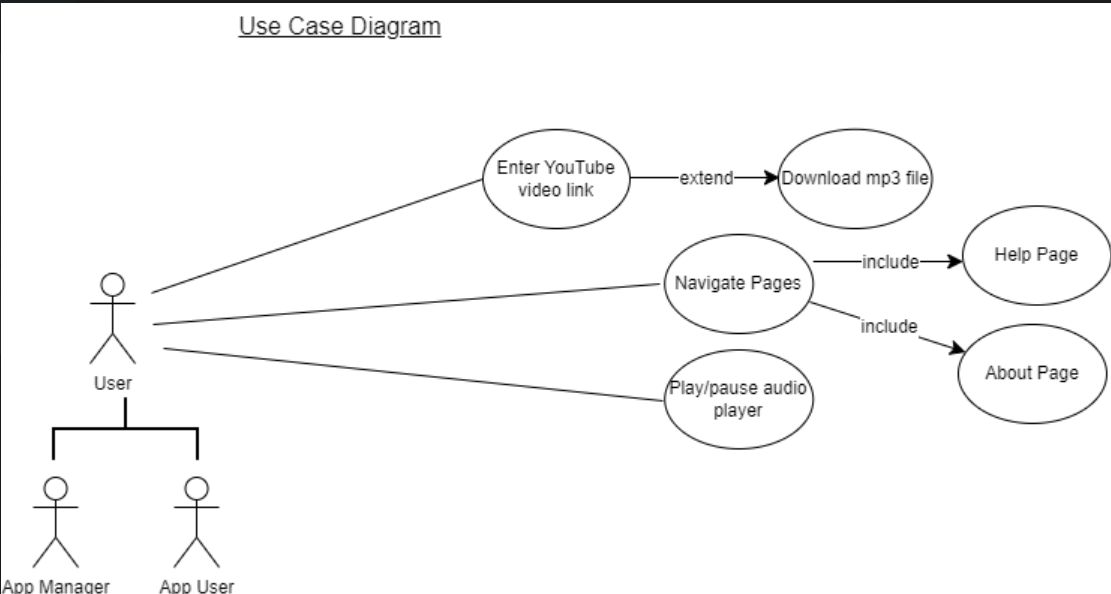 Use Case Diagram
Enter YouTube
video link
extend
Download mp3 file
Navigate Pages
include
Help Page
include
About Page
Play/pause audio
player
User
App Manager
App User